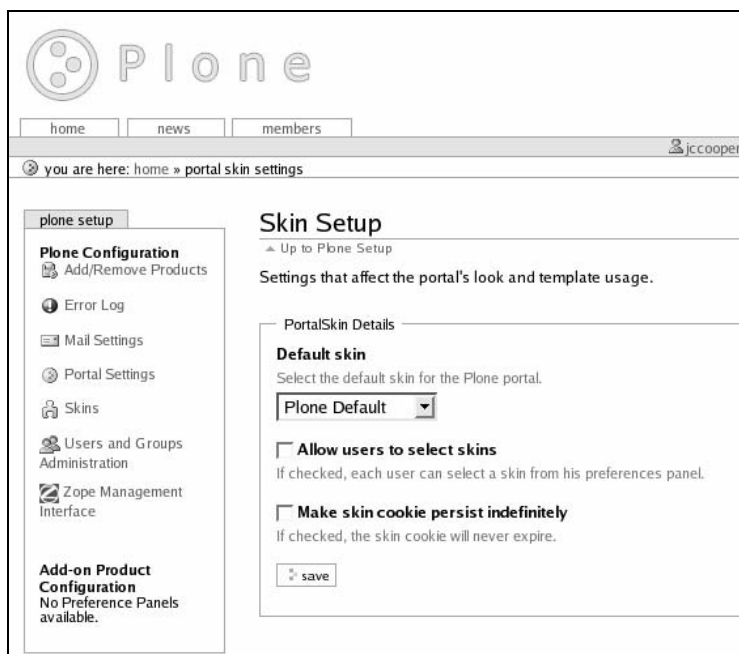 Plone
home news members
jccooper
you are here: home » portal skin settings
plone setup
Plone Configuration
Add/Remove Products
Error Log
Mail Settings
Portal Settings
Skins
Users and Groups
Administration
Zope Management
Interface
Add-on Product
Configuration
No Preference Panels
available.
Skin Setup
Up to Plone Setup
Settings that affect the portal's look and template usage.
PortalSkin Details
Default skin
Select the default skin for the Plone portal.
Plone Default
Allow users to select skins
If checked, each user can select a skin from his preferences panel.
Make skin cookie persist indefinitely
If checked, the skin cookie will never expire.
save